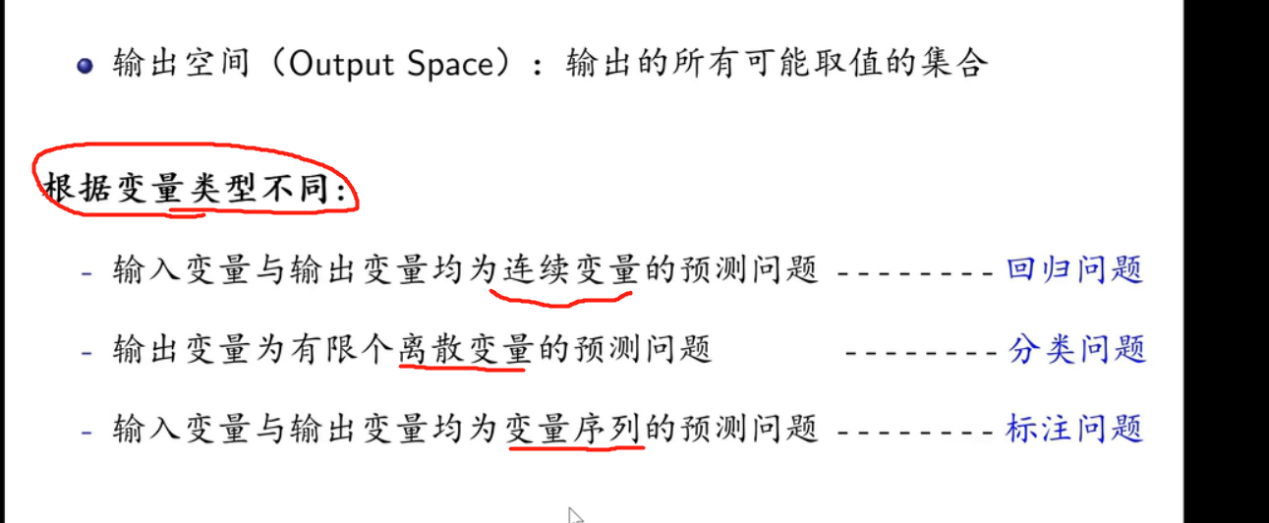 输出空间（Output Space）：输出的所有可能取值的集合
根据变量类型不同:
- 输入变量与输出变量均为连续变量的预测问题 -------- 回归问题
- 输出变量为有限个离散变量的预测问题 -------- 分类问题
- 输入变量与输出变量均为变量序列的预测问题 -------- 标注问题